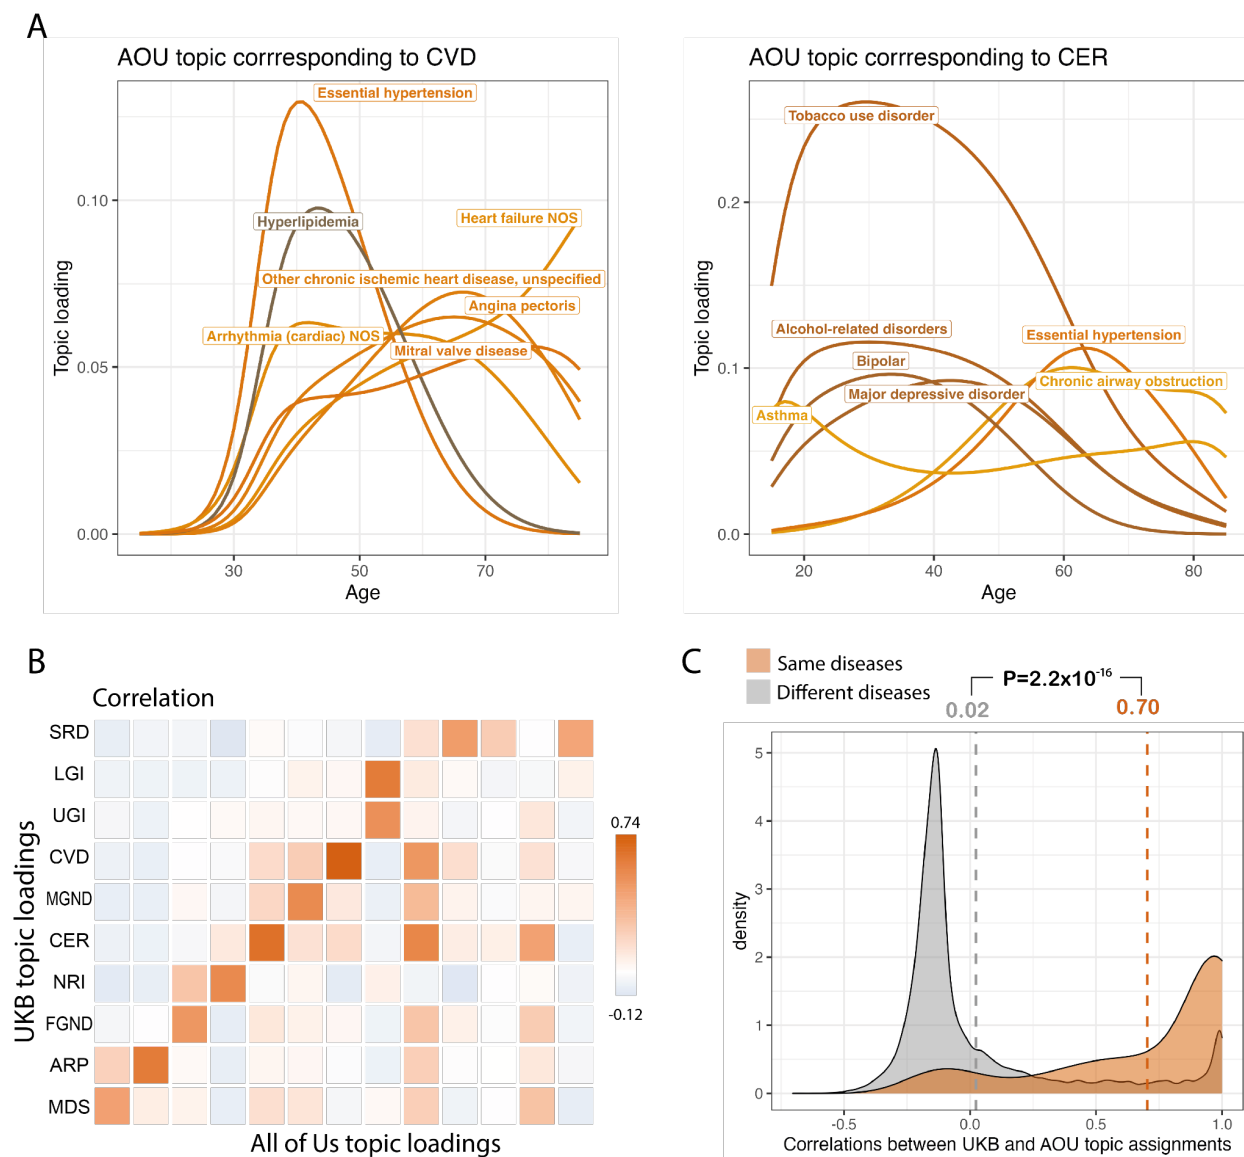 A
AOU topic corrresponding to CVD
Topic loading
0.10
0.05
0.00
Essential hypertension
Hyperlipidemia
Heart failure NOS
Other chronic ischemic heart disease, unspecified
Angina pectoris
Arrhythmia (cardiac) NOS
Mitral valve disease
30 50 70
Age
AOU topic corrresponding to CER
Topic loading
0.2
0.1
0.0
Tobacco use disorder
Alcohol-related disorders
Essential hypertension
Bipolar
Chronic airway obstruction
Major depressive disorder
Asthma
20 40 60 80
Age
B
Correlation
UKB topic loadings
SRD
LGI
UGI
CVD
MGND
CER
NRI
FGND
ARP
MDS
All of Us topic loadings
0.74
-0.12
C
Same diseases
Different diseases
P=2.2x10-16
0.02 0.70
density
5
4
3
2
1
0
-0.5 0.0 0.5 1.0
Correlations between UKB and AOU topic assignments